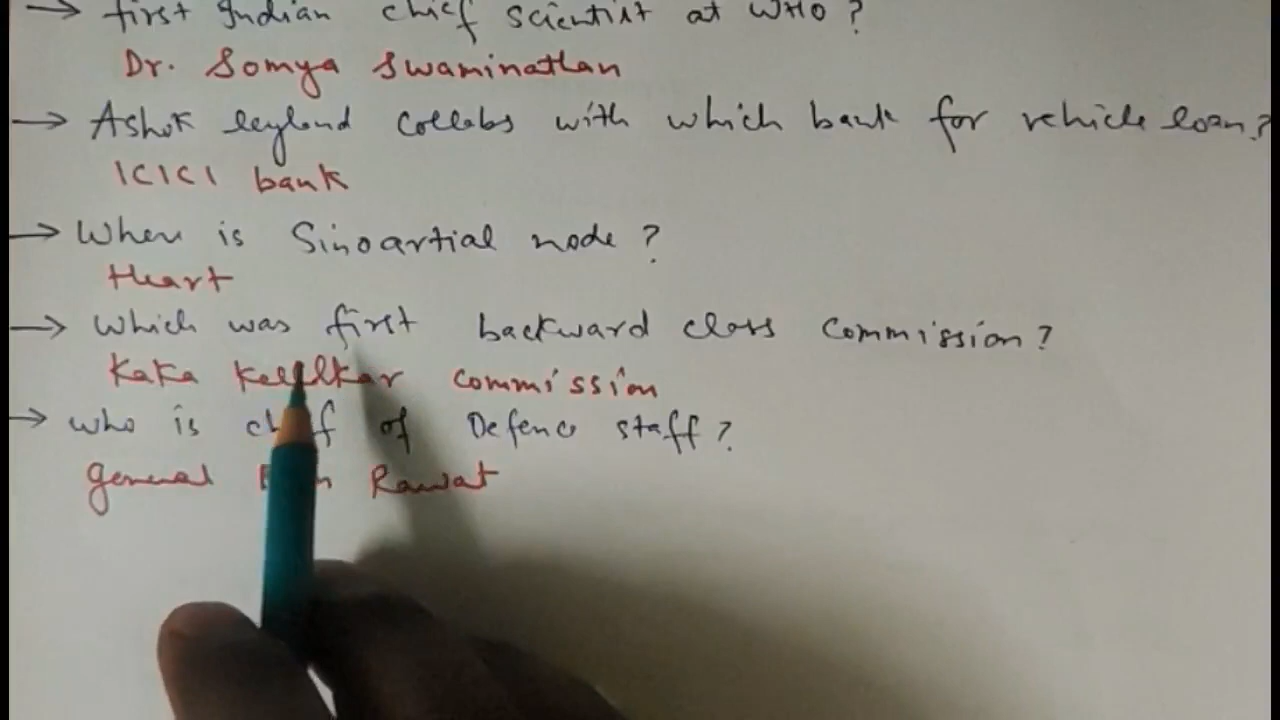 → first Indian chief scientist at WHO ?
Dr. Somya Swaminathan
→ Ashok leyland collabs with which bank for vehicle loan ?
ICICI bank
→ Where is Sinoartial node ?
Heart
→ Which was first backward class commission ?
Kaka commission
→ who is of Defence staff ?
general Rawat